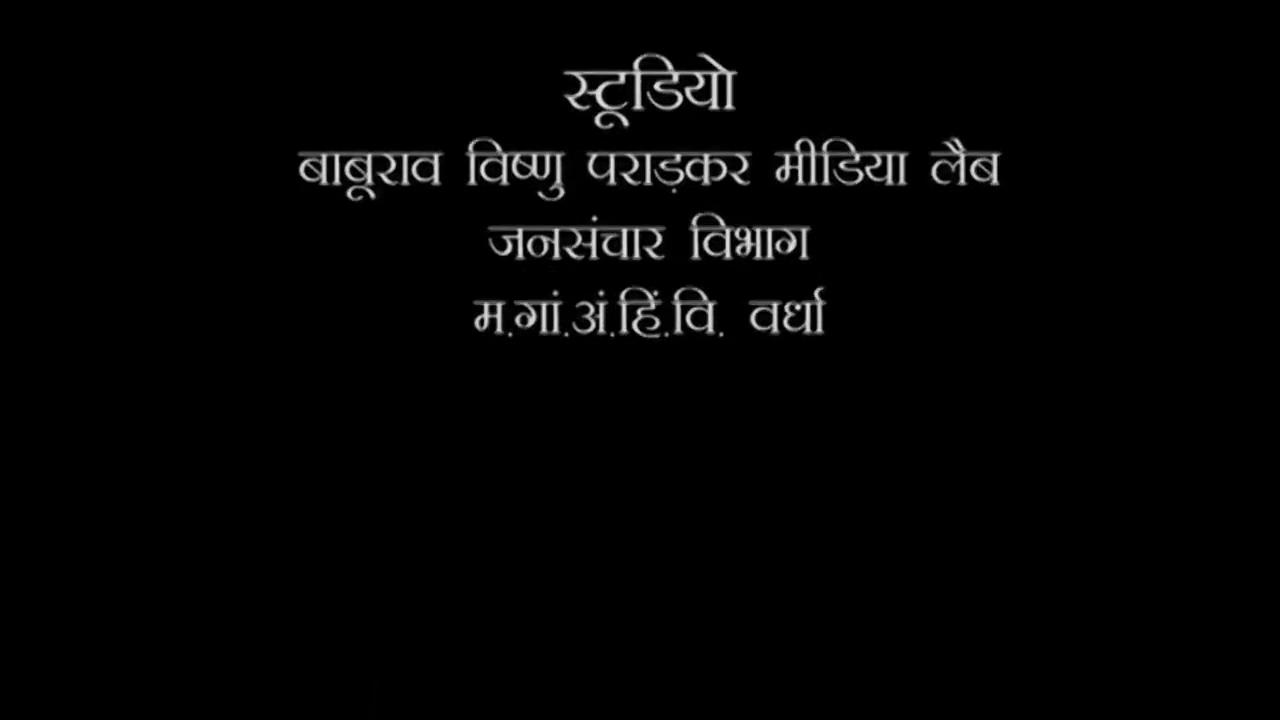 स्टूडियो
बाबूराव विष्णु पराड़कर मीडिया लैब
जनसंचार विभाग
म.गां.अं.हिं.वि. वर्धा